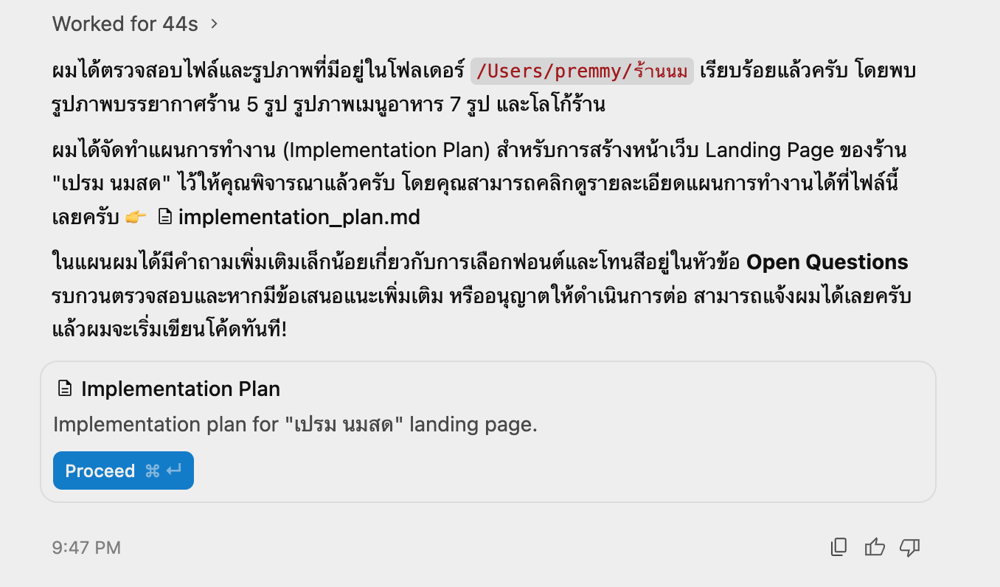 Worked for 44s
ผมได้ตรวจสอบไฟล์และรูปภาพที่มีอยู่ในโฟลเดอร์ /Users/premmy/ร้านนม เรียบร้อยแล้วครับ โดยพบ
รูปภาพบรรยากาศร้าน 5 รูป รูปภาพเมนูอาหาร 7 รูป และโลโก้ร้าน
ผมได้จัดทำแผนการทำงาน (Implementation Plan) สำหรับการสร้างหน้าเว็บ Landing Page ของร้าน
"เปรม นมสด" ไว้ให้คุณพิจารณาแล้วครับ โดยคุณสามารถคลิกดูรายละเอียดแผนการทำงานได้ที่ไฟล์นี้
เลยครับ 👉 implementation_plan.md
ในแผนผมได้มีคำถามเพิ่มเติมเล็กน้อยเกี่ยวกับการเลือกฟอนต์และโทนสีอยู่ในหัวข้อ Open Questions
รบกวนตรวจสอบและหากมีข้อเสนอแนะเพิ่มเติม หรืออนุญาตให้ดำเนินการต่อ สามารถแจ้งผมได้เลยครับ
แล้วผมจะเริ่มเขียนโค้ดทันที!
Implementation Plan
Implementation plan for "เปรม นมสด" landing page.
Proceed ⌘ ↵
9:47 PM